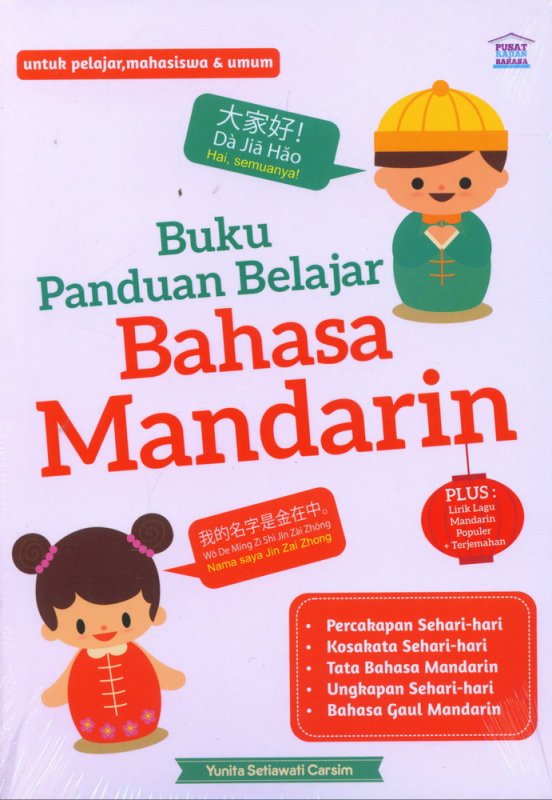 untuk pelajar,mahasiswa & umum
PUSAT
KAJIAN
BAHASA
大家好!
Dà Jiā Hǎo
Hai, semuanya!
Buku
Panduan Belajar
Bahasa
Mandarin
PLUS :
Lirik Lagu
Mandarin
Populer
+ Terjemahan
我的名字是金在中。
Wǒ De Míng Zì Shì Jīn Zài Zhōng
Nama saya Jin Zai Zhong
• Percakapan Sehari-hari
• Kosakata Sehari-hari
• Tata Bahasa Mandarin
• Ungkapan Sehari-hari
• Bahasa Gaul Mandarin
Yunita Setiawati Carsim